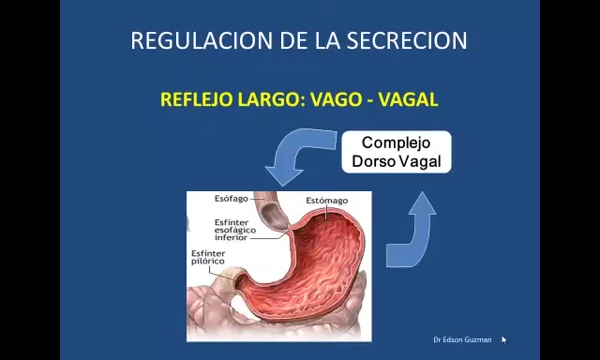 REGULACION DE LA SECRECION
REFLEJO LARGO: VAGO - VAGAL
Complejo
Dorso Vagal
Esófago
Estómago
Esfínter
esofágico
inferior
Esfínter
pilórico
Dr Edson Guzman